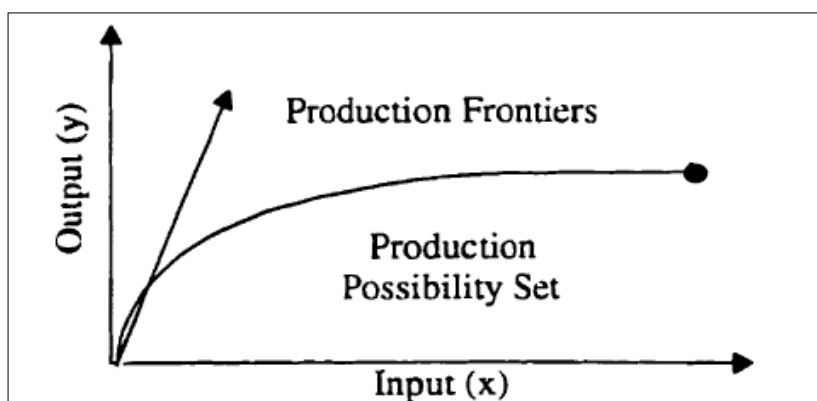 Output (y)
Production Frontiers
Production
Possibility Set
Input (x)